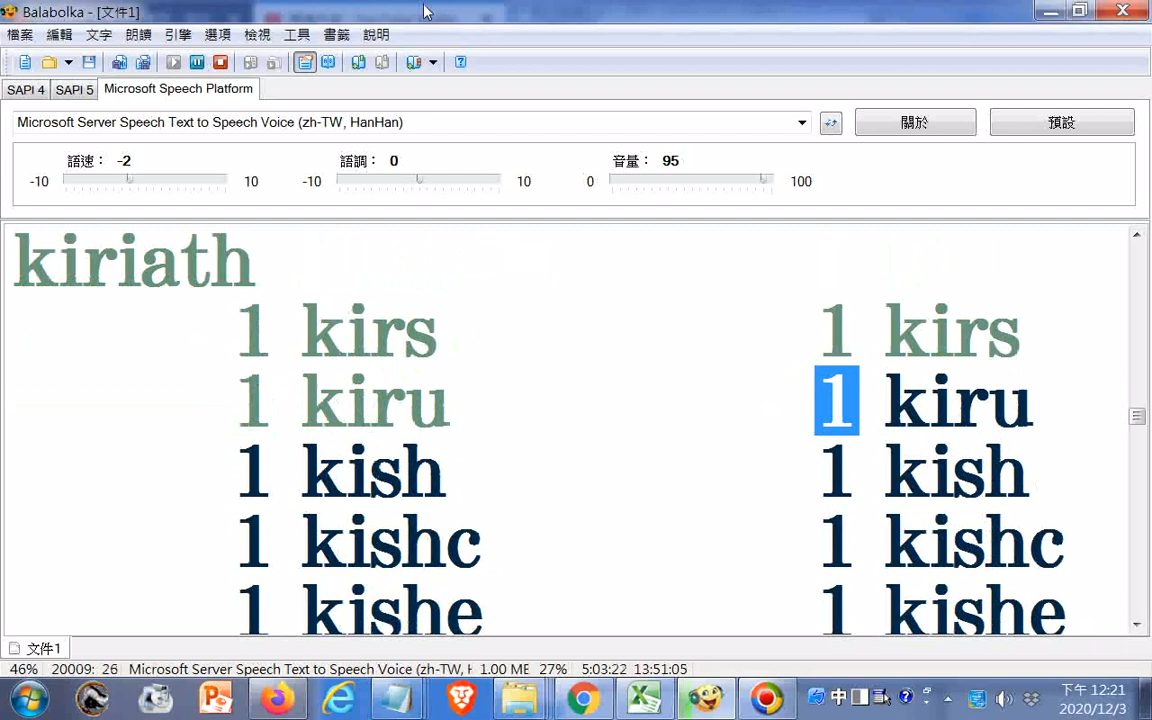 Balabolka - [文件1]
檔案 編輯 文字 朗讀 引擎 選項 檢視 工具 書籤 說明
SAPI 4 SAPI 5 Microsoft Speech Platform
Microsoft Server Speech Text to Speech Voice (zh-TW, HanHan) 關於 預設
語速： -2 語調： 0 音量： 95
-10 10 -10 10 0 100
kiriath
1 kirs 1 kirs
1 kiru 1 kiru
1 kish 1 kish
1 kishc 1 kishc
1 kishe 1 kishe
文件1
46% 20009: 26 Microsoft Server Speech Text to Speech Voice (zh-TW, H 1.00 ME 27% 5:03:22 13:51:05
中 下午 12:21
2020/12/3